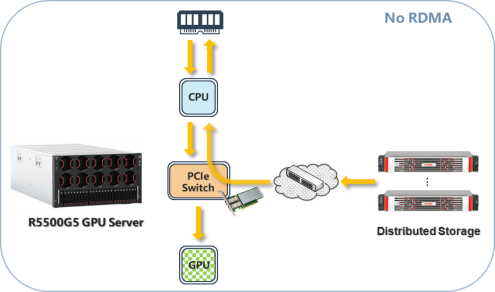 No RDMA
CPU
PCIe
Switch
R5500G5 GPU Server
Distributed Storage
GPU